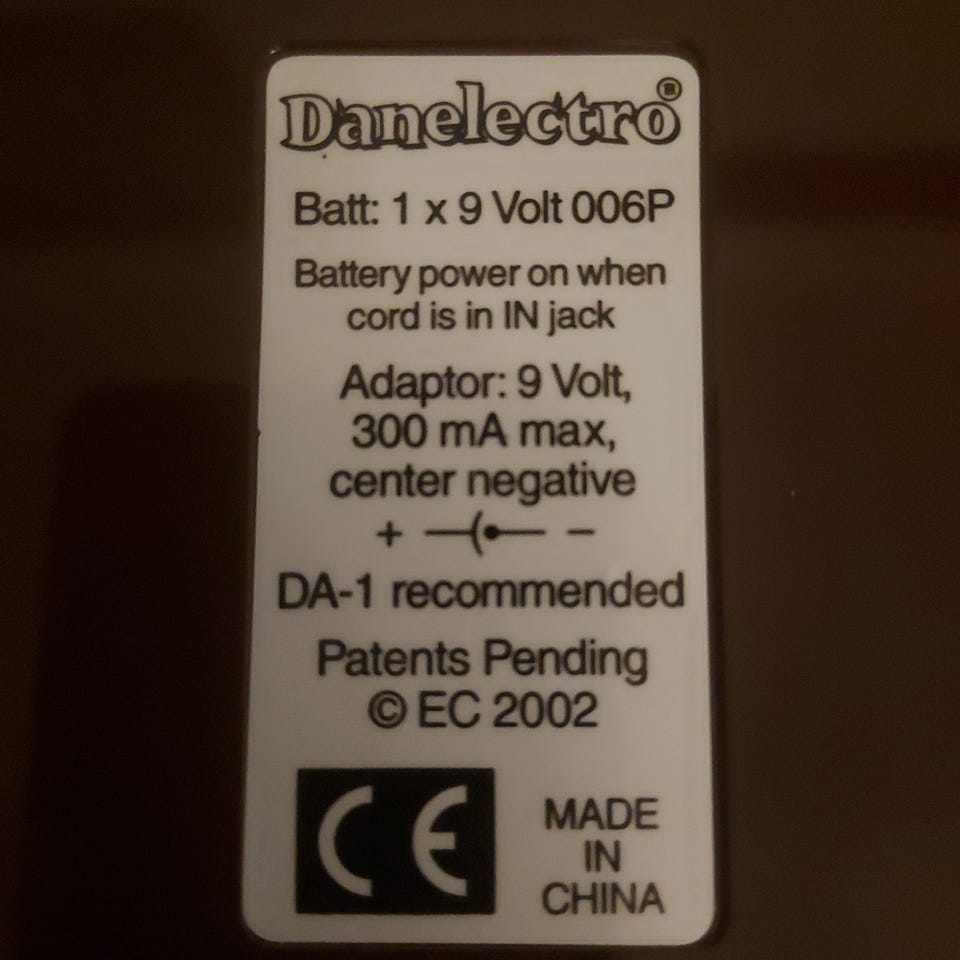 Danelectro®
Batt: 1 x 9 Volt 006P
Battery power on when
cord is in IN jack
Adaptor: 9 Volt,
300 mA max,
center negative
+ −
DA-1 recommended
Patents Pending
© EC 2002
CE
MADE
IN
CHINA